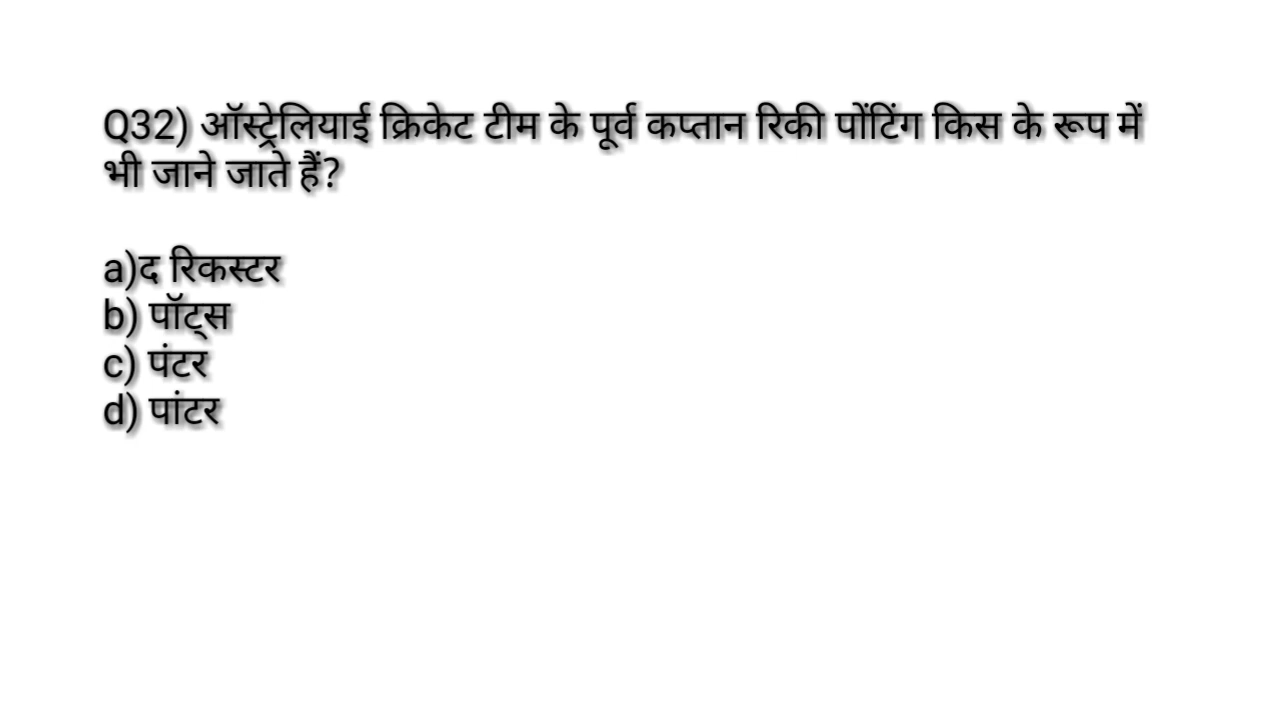 Q32) ऑस्ट्रेलियाई क्रिकेट टीम के पूर्व कप्तान रिकी पोंटिंग किस के रूप में
भी जाने जाते हैं?
a)द रिकस्टर
b) पॉट्स
c) पंटर
d) पांटर